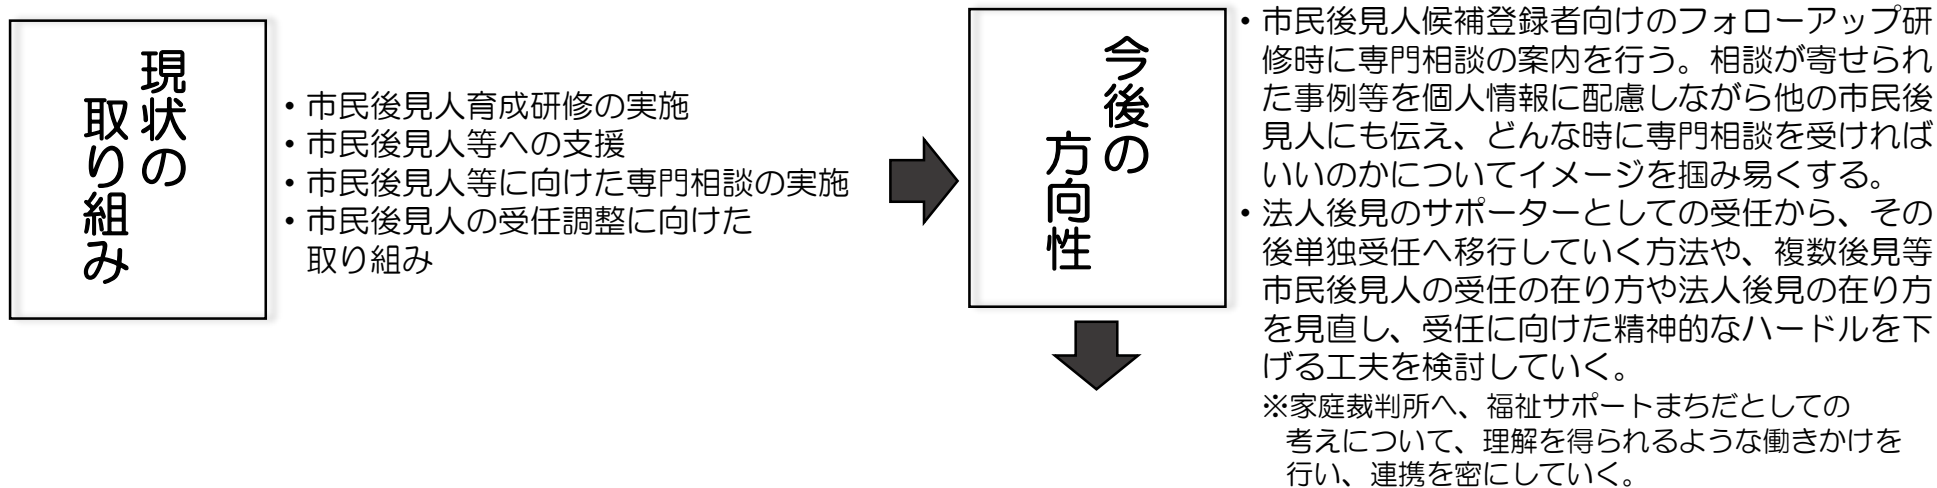 現状の
取り組み
・市民後見人育成研修の実施
・市民後見人等への支援
・市民後見人等に向けた専門相談の実施
・市民後見人の受任調整に向けた
取り組み
今後の
方向性
・市民後見人候補登録者向けのフォローアップ研
修時に専門相談の案内を行う。相談が寄せられ
た事例等を個人情報に配慮しながら他の市民後
見人にも伝え、どんな時に専門相談を受ければ
いいのかについてイメージを掴み易くする。
・法人後見のサポーターとしての受任から、その
後単独受任へ移行していく方法や、複数後見等
市民後見人の受任の在り方や法人後見の在り方
を見直し、受任に向けた精神的なハードルを下
げる工夫を検討していく。
※家庭裁判所へ、福祉サポートまちだとしての
考えについて、理解を得られるような働きかけを
行い、連携を密にしていく。